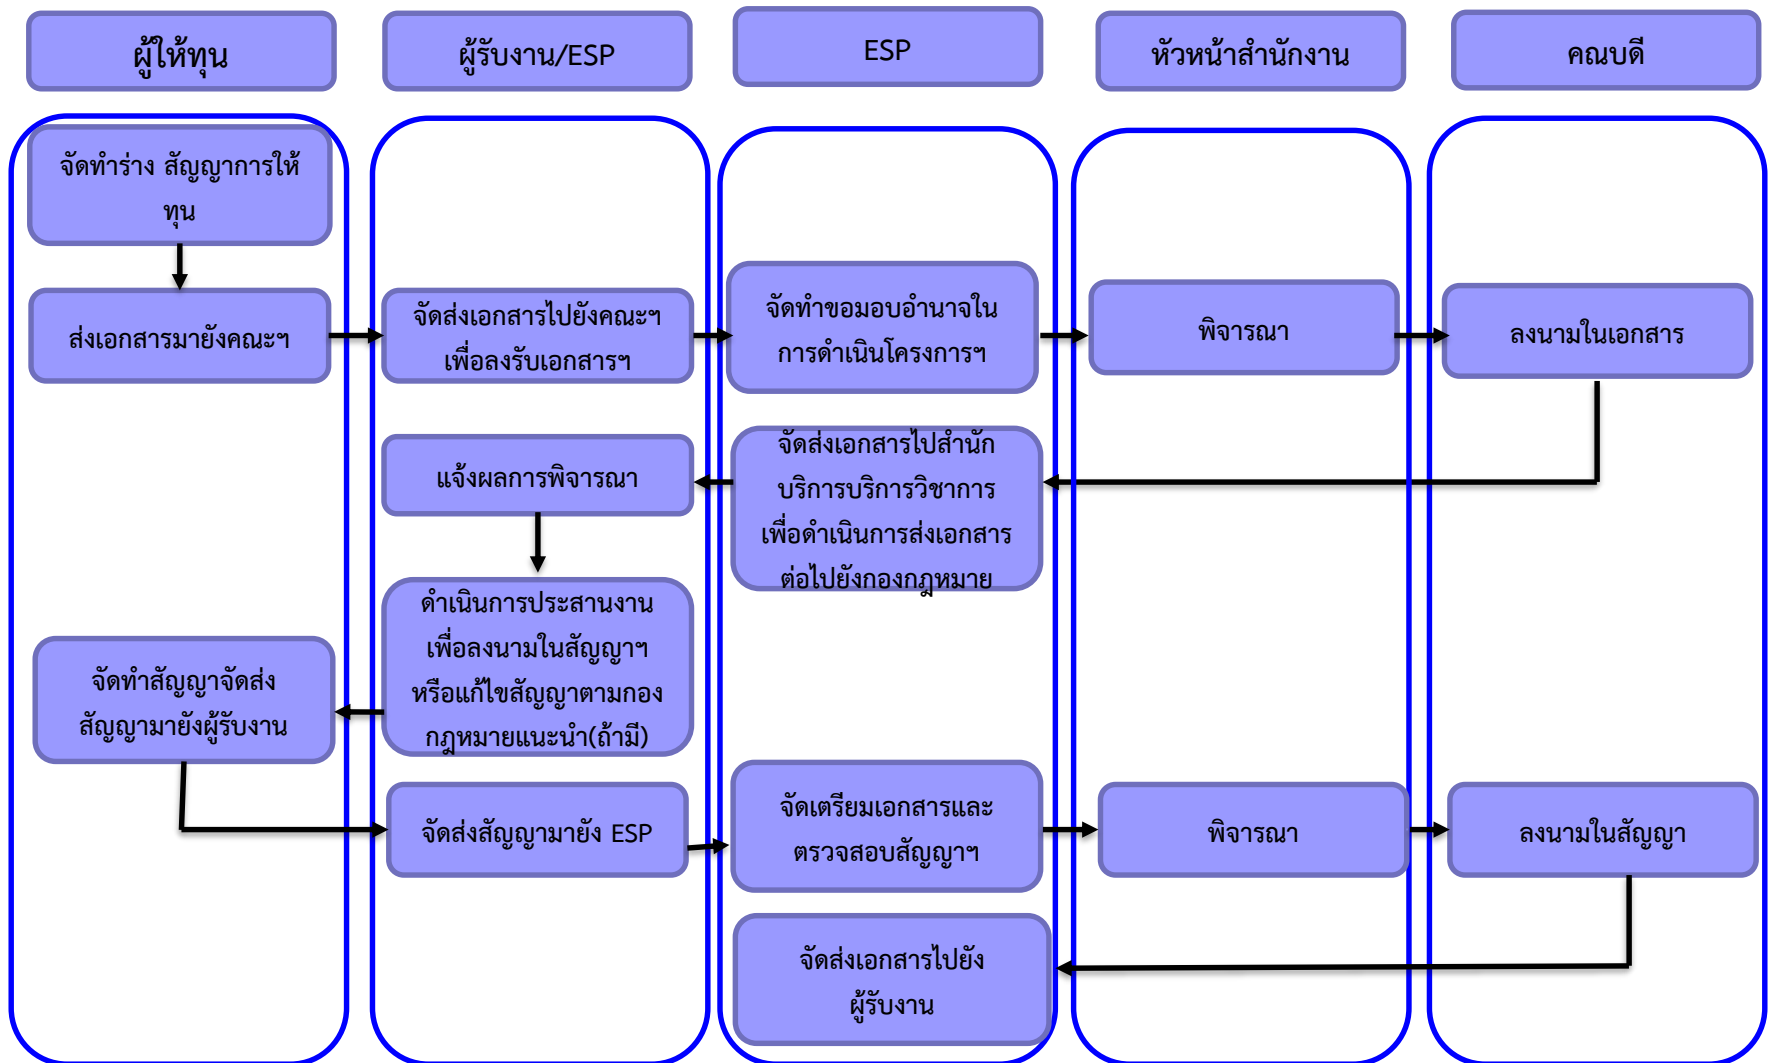 ผู้ให้ทุน
ผู้รับงาน/ESP
ESP
หัวหน้าสำนักงาน
คณบดี
จัดทำร่าง สัญญาการให้
ทุน
ส่งเอกสารมายังคณะฯ
จัดส่งเอกสารไปยังคณะฯ
เพื่อลงรับเอกสารฯ
จัดทำขอมอบอำนาจใน
การดำเนินโครงการฯ
พิจารณา
ลงนามในเอกสาร
แจ้งผลการพิจารณา
จัดส่งเอกสารไปสำนัก
บริการบริการวิชาการ
เพื่อดำเนินการส่งเอกสาร
ต่อไปยังกองกฎหมาย
ดำเนินการประสานงาน
เพื่อลงนามในสัญญาฯ
หรือแก้ไขสัญญาตามกอง
กฎหมายแนะนำ(ถ้ามี)
จัดทำสัญญาจัดส่ง
สัญญามายังผู้รับงาน
จัดส่งสัญญามายัง ESP
จัดเตรียมเอกสารและ
ตรวจสอบสัญญาฯ
พิจารณา
ลงนามในสัญญา
จัดส่งเอกสารไปยัง
ผู้รับงาน